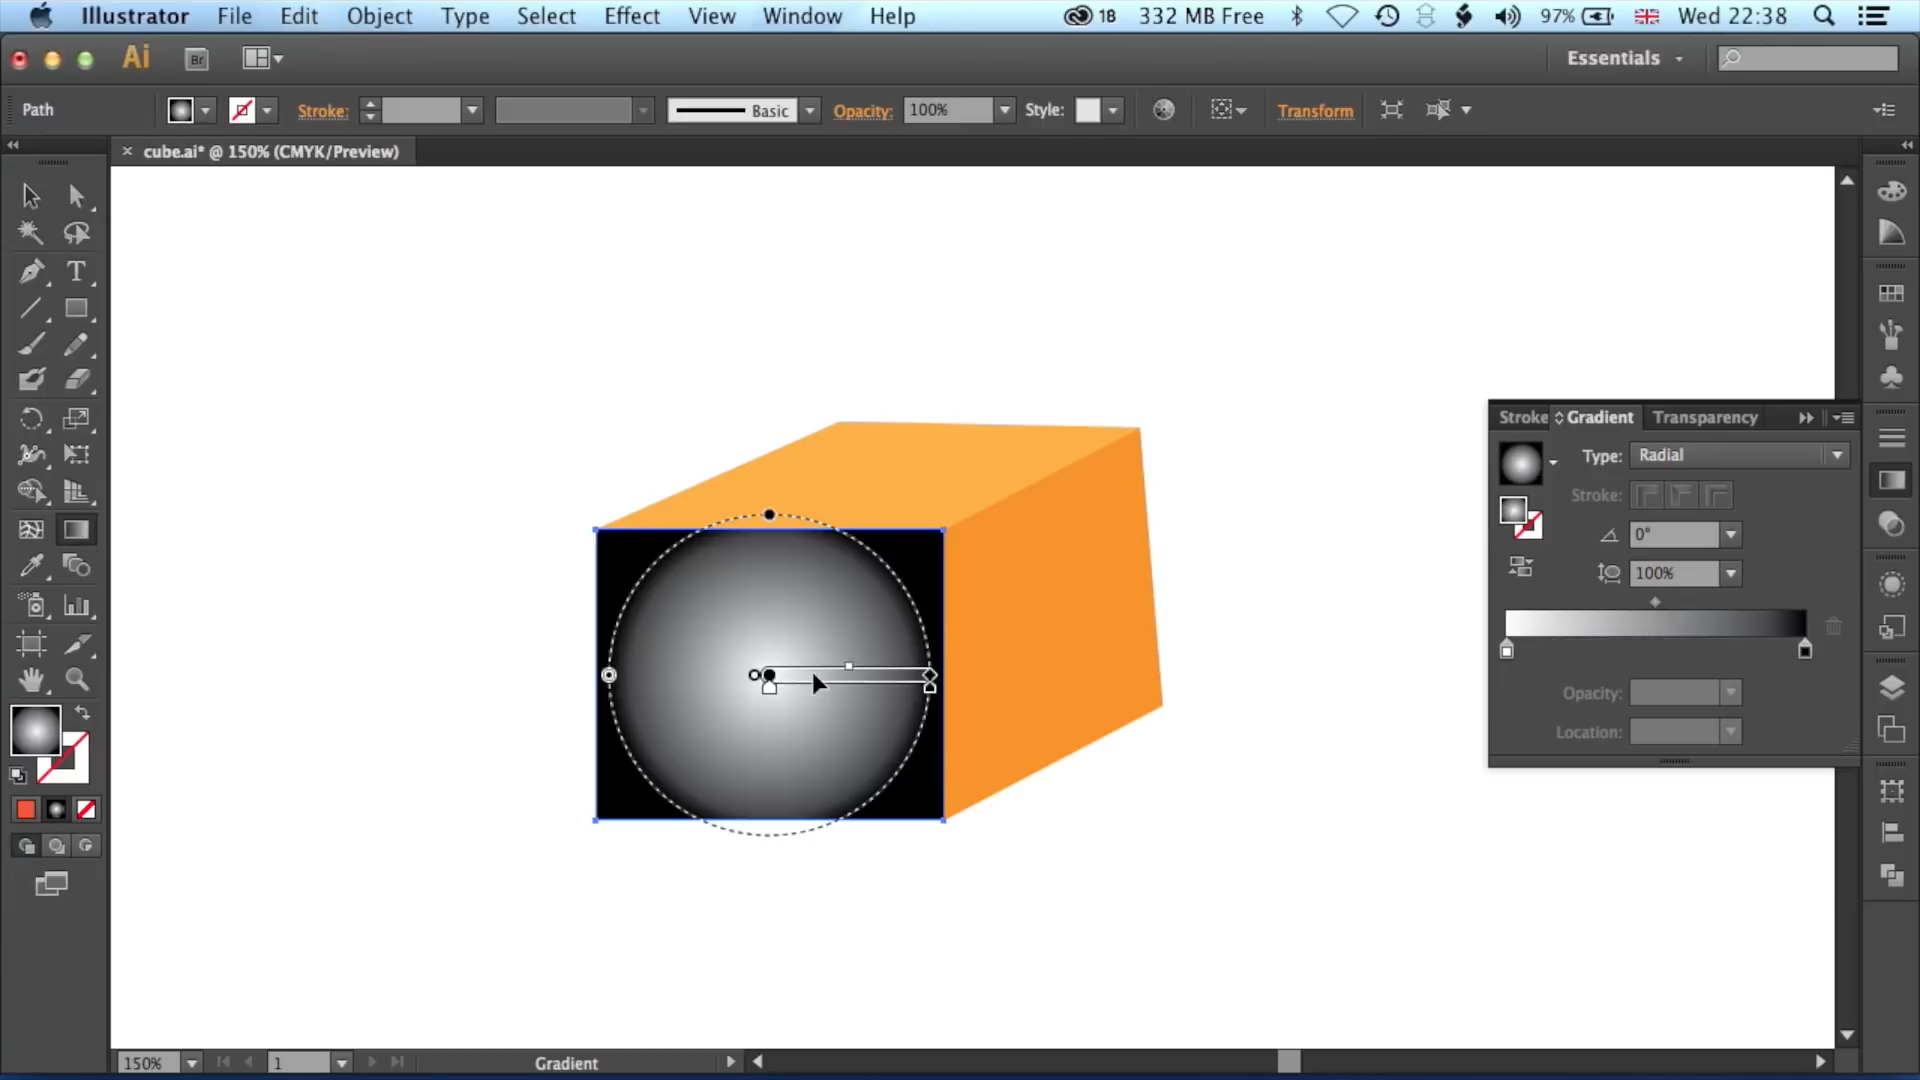 Illustrator File Edit Object Type Select Effect View Window Help 18 332 MB Free 97% Wed 22:38
Ai Br Essentials
Path Stroke: Basic Opacity: 100% Style: Transform
× cube.ai* @ 150% (CMYK/Preview)
T
Stroke Gradient Transparency
Type: Radial
Stroke:
0°
100%
Opacity:
Location:
150% 1 Gradient